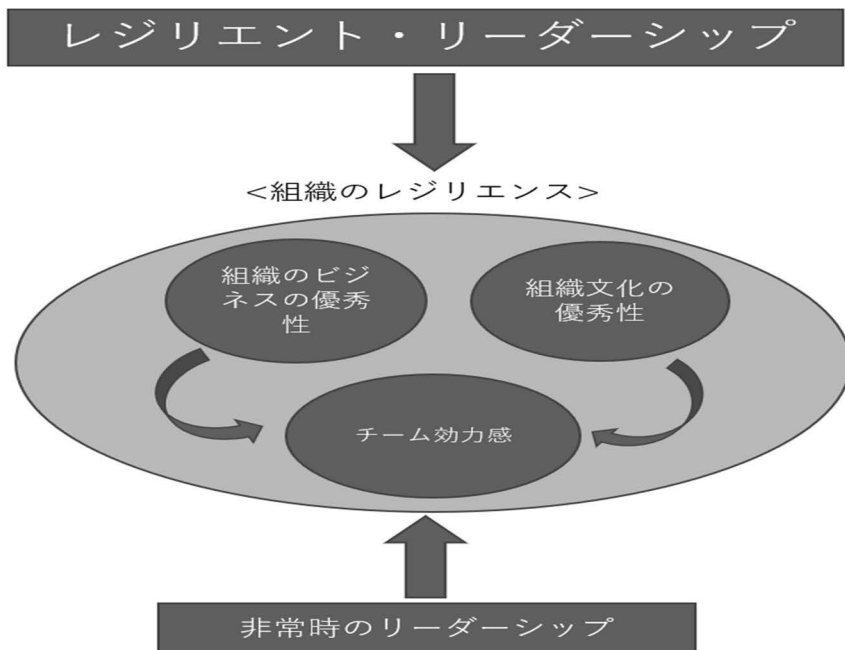 レジリエント・リーダーシップ
<組織のレジリエンス>
組織のビジ
ネスの優秀
性
組織文化の
優秀性
チーム効力感
非常時のリーダーシップ